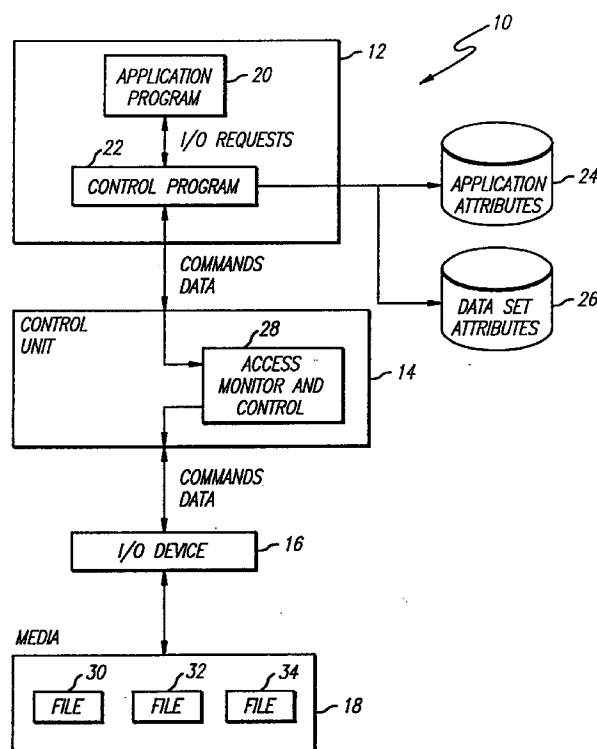 10
12
APPLICATION
PROGRAM
20
I/O REQUESTS
22
CONTROL PROGRAM
APPLICATION
ATTRIBUTES
24
COMMANDS
DATA
DATA SET
ATTRIBUTES
26
CONTROL
UNIT
28
ACCESS
MONITOR AND
CONTROL
14
COMMANDS
DATA
I/O DEVICE
16
MEDIA
30
FILE
32
FILE
34
FILE
18